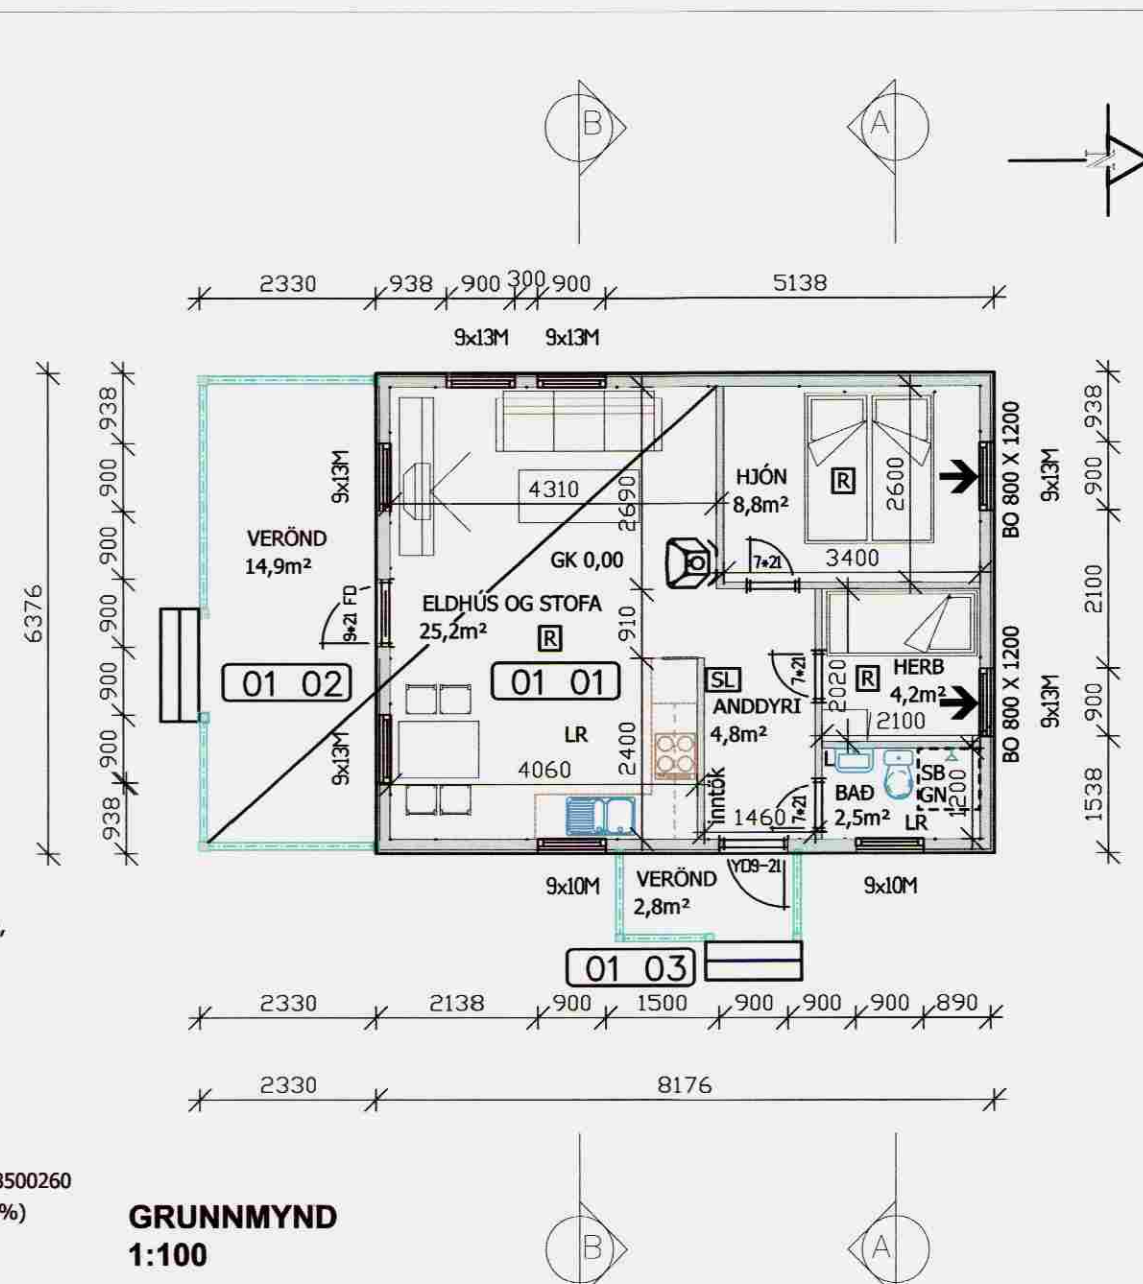 B
A
N
2330
938
900
300
900
5138
9x13M
9x13M
6376
938
900
900
900
900
900
938
9x13M
9x13M
VERÖND
14,9m²
9*21 FD
01 02
4310
2690
GK 0,00
ELDHÚS OG STOFA
25,2m²
R
910
01 01
LR
2400
4060
HJÓN
8,8m²
R
2600
7*21
3400
SL
ANDDYRI
4,8m²
7*21
2020
R
HERB
4,2m²
2100
inntök
1460
7*21
L
BAÐ
2,5m²
LR
SB
GN
1200
BO 800 X 1200
9x13M
BO 800 X 1200
9x13M
938
900
2100
900
1538
9x10M
VERÖND
2,8m²
YD9-21
9x10M
01 03
,
2330
2138
900
1500
900
900
900
890
2330
8176
3500260
%)
GRUNNMYND
1:100
B
A